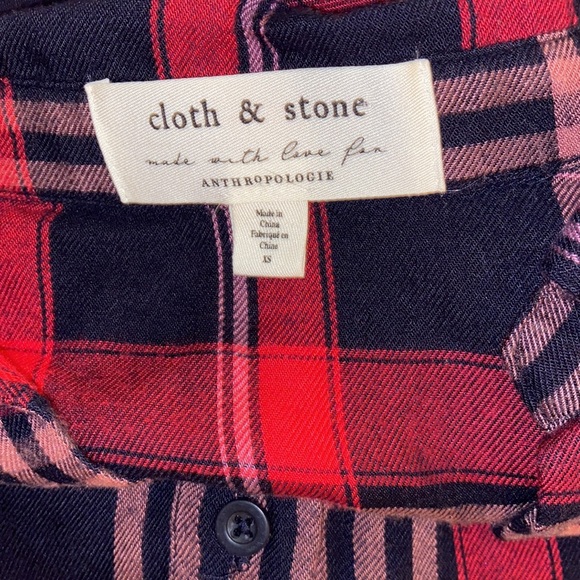 cloth & stone
made with love for
ANTHROPOLOGIE
Made in
China
Fabriqué en
Chine
XS